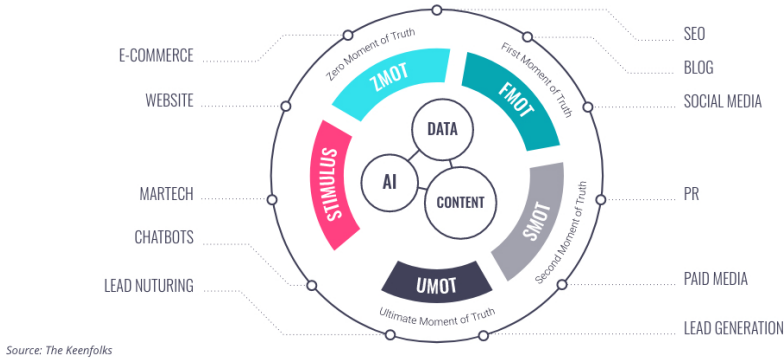 SEO
E-COMMERCE
Zero Moment of Truth
First Moment of Truth
BLOG
ZMOT
FMOT
WEBSITE
SOCIAL MEDIA
DATA
STIMULUS
AI
CONTENT
MARTECH
PR
SMOT
Second Moment of Truth
CHATBOTS
LEAD NUTURING
UMOT
PAID MEDIA
Ultimate Moment of Truth
LEAD GENERATION
Source: The Keenfolks